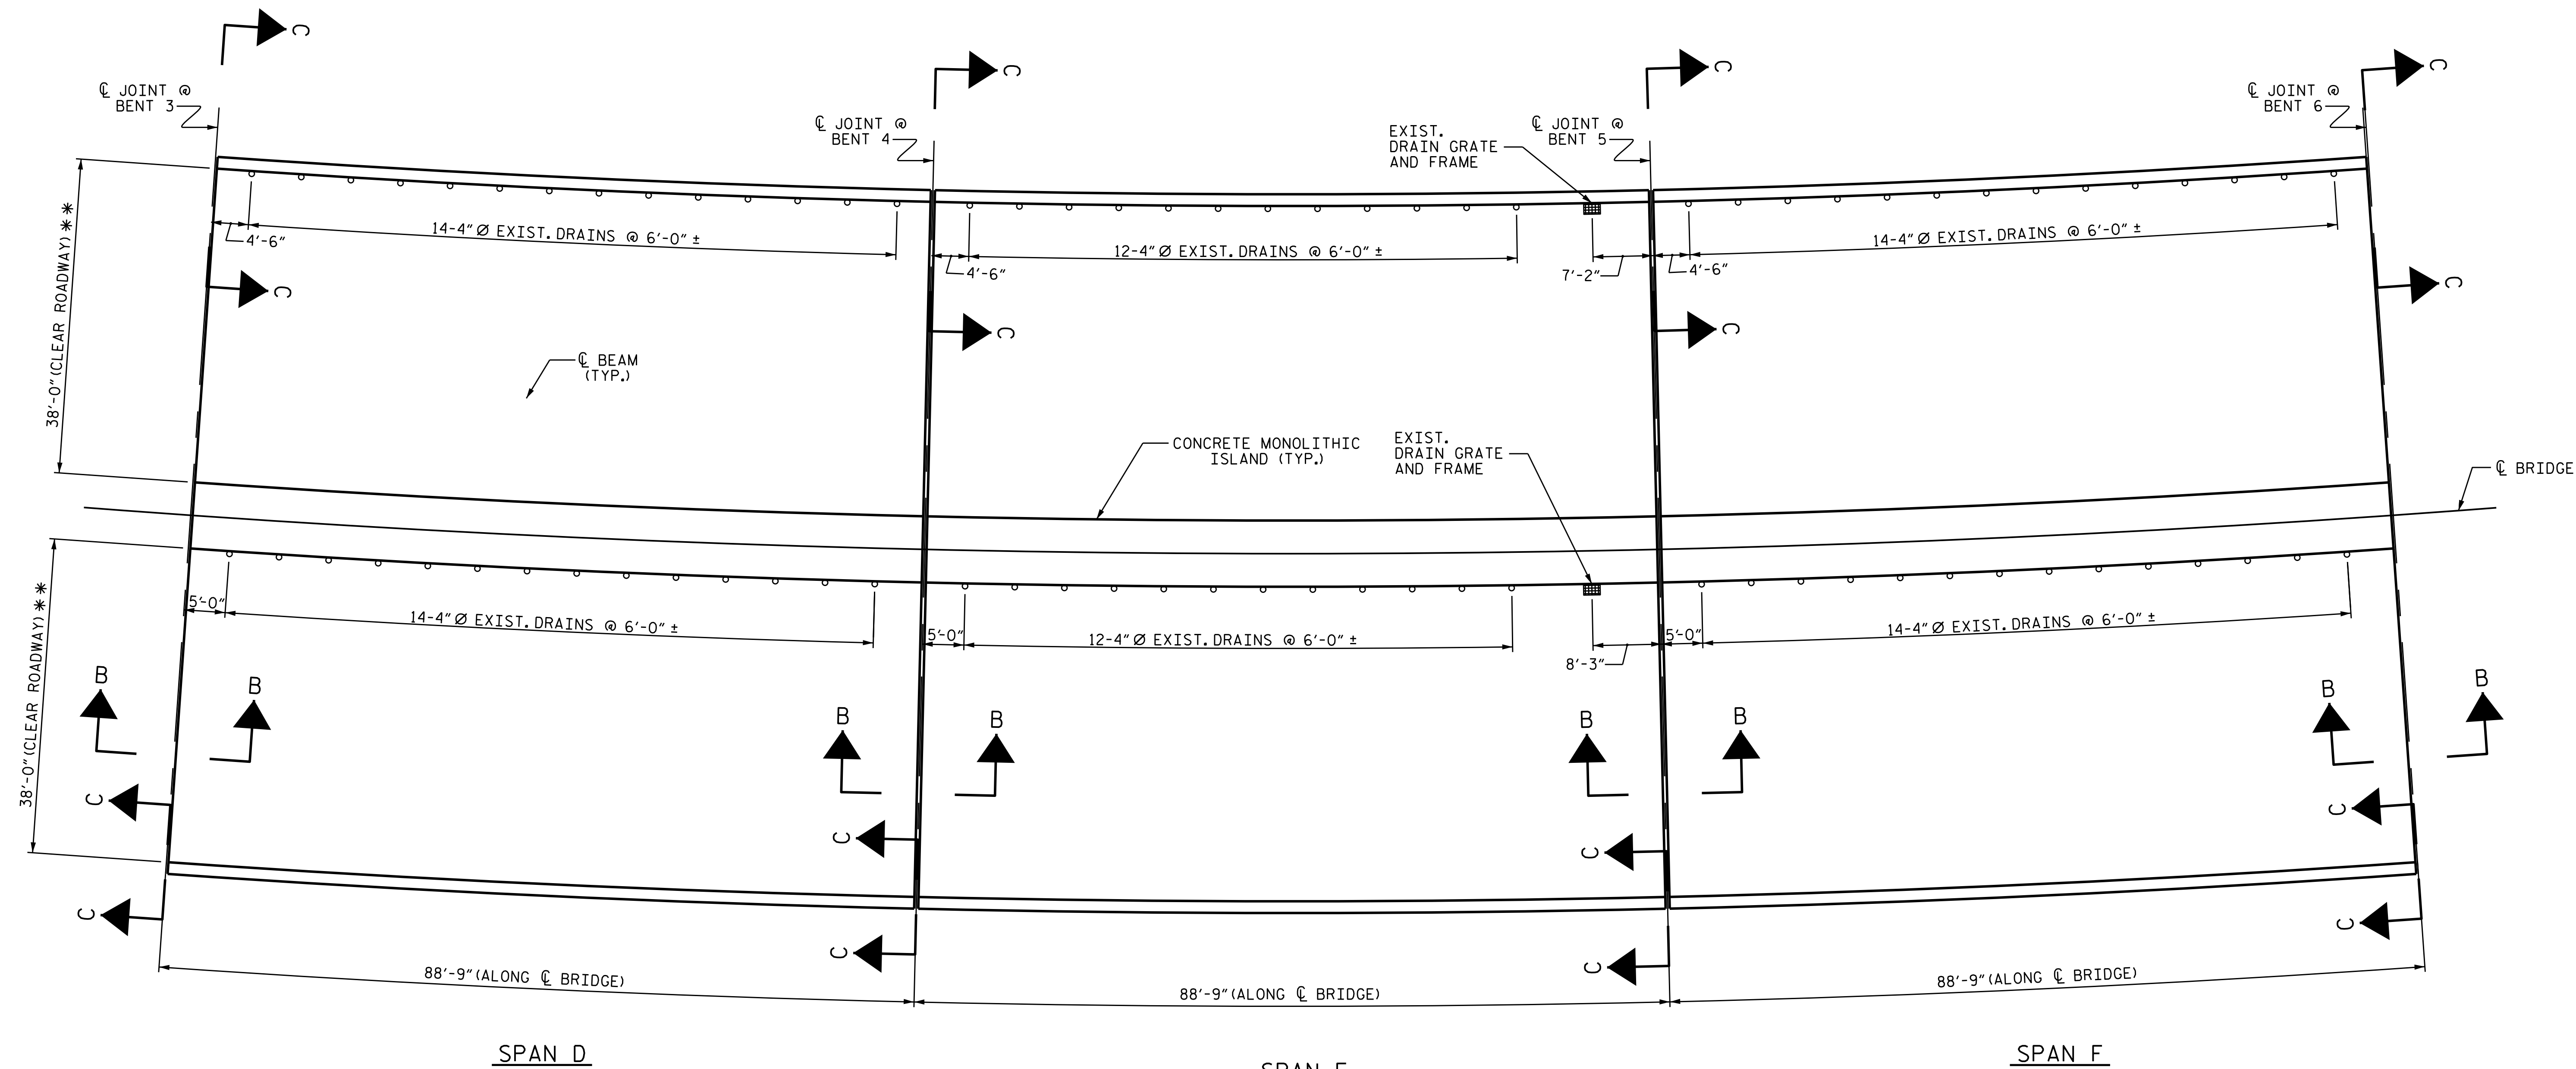 C
C
C
C
℄ JOINT @
BENT 3
℄ JOINT @
BENT 4
EXIST.
DRAIN GRATE
AND FRAME
℄ JOINT @
BENT 5
℄ JOINT @
BENT 6
38'-0" (CLEAR ROADWAY) **
4'-6"
14-4" Ø EXIST. DRAINS @ 6'-0" ±
4'-6"
12-4" Ø EXIST. DRAINS @ 6'-0" ±
7'-2"
4'-6"
14-4" Ø EXIST. DRAINS @ 6'-0" ±
C
C
C
C
℄ BEAM
(TYP.)
CONCRETE MONOLITHIC
ISLAND (TYP.)
EXIST.
DRAIN GRATE
AND FRAME
℄ BRIDGE
38'-0" (CLEAR ROADWAY) **
5'-0"
14-4" Ø EXIST. DRAINS @ 6'-0" ±
5'-0"
12-4" Ø EXIST. DRAINS @ 6'-0" ±
8'-3"
5'-0"
14-4" Ø EXIST. DRAINS @ 6'-0" ±
B
B
B
B
B
B
B
B
C
C
C
C
C
C
C
C
88'-9" (ALONG ℄ BRIDGE)
88'-9" (ALONG ℄ BRIDGE)
88'-9" (ALONG ℄ BRIDGE)
SPAN D
SPAN
SPAN F